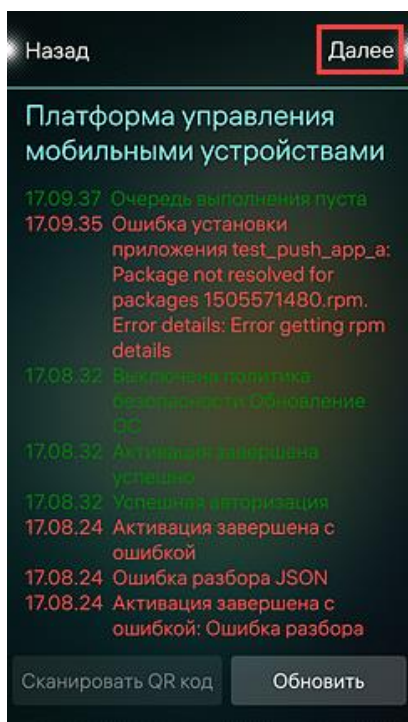 Назад
Далее
Платформа управления
мобильными устройствами
17.09.37 Очередь выполнения пуста
17.09.35 Ошибка установки
приложения test_push_app_a:
Package not resolved for
packages 1505571480.rpm.
Error details: Error getting rpm
details
17.08.32 Выключена политика
безопасности Обновление
ОС
17.08.32 Активация завершена
успешно
17.08.32 Успешная авторизация
17.08.24 Активация завершена с
ошибкой
17.08.24 Ошибка разбора JSON
17.08.24 Активация завершена с
ошибкой: Ошибка разбора
Сканировать QR код
Обновить